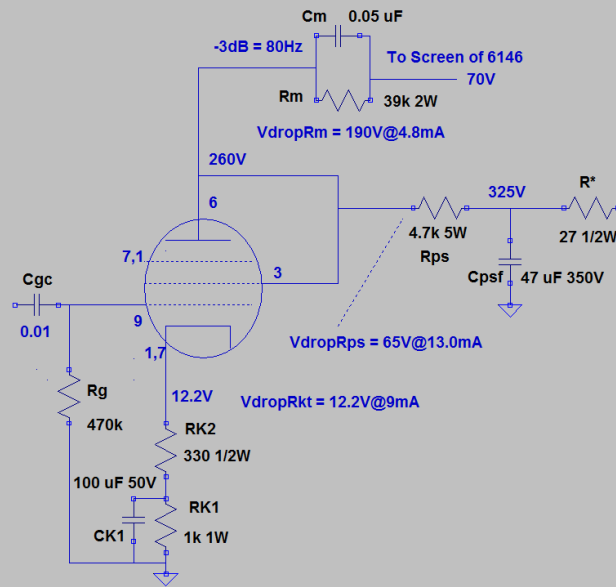 Cm 0.05 uF
-3dB = 80Hz
To Screen of 6146
70V
Rm
39k 2W
VdropRm = 190V@4.8mA
260V
6
325V
R*
7,1
3
4.7k 5W
27 1/2W
Rps
Cgc
Cpsf
47 uF 350V
0.01
9
VdropRps = 65V@13.0mA
1,7
Rg
12.2V
VdropRkt = 12.2V@9mA
470k
RK2
330 1/2W
100 uF 50V
RK1
CK1
1k 1W